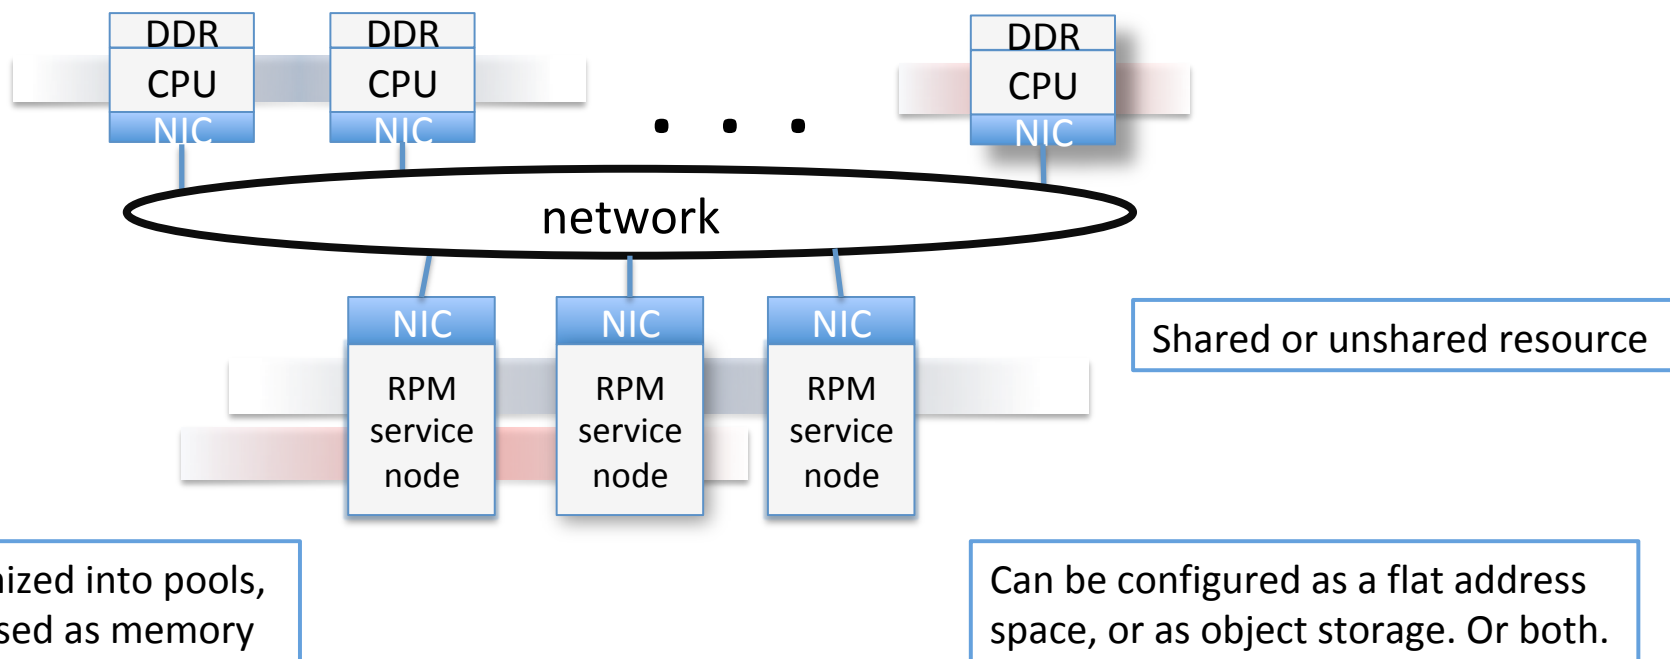 DDR
CPU
NIC
DDR
CPU
NIC
. . .
DDR
CPU
NIC
network
NIC
RPM
service
node
NIC
RPM
service
node
NIC
RPM
service
node
Shared or unshared resource
into pools,
as memory
Can be configured as a flat address
space, or as object storage. Or both.